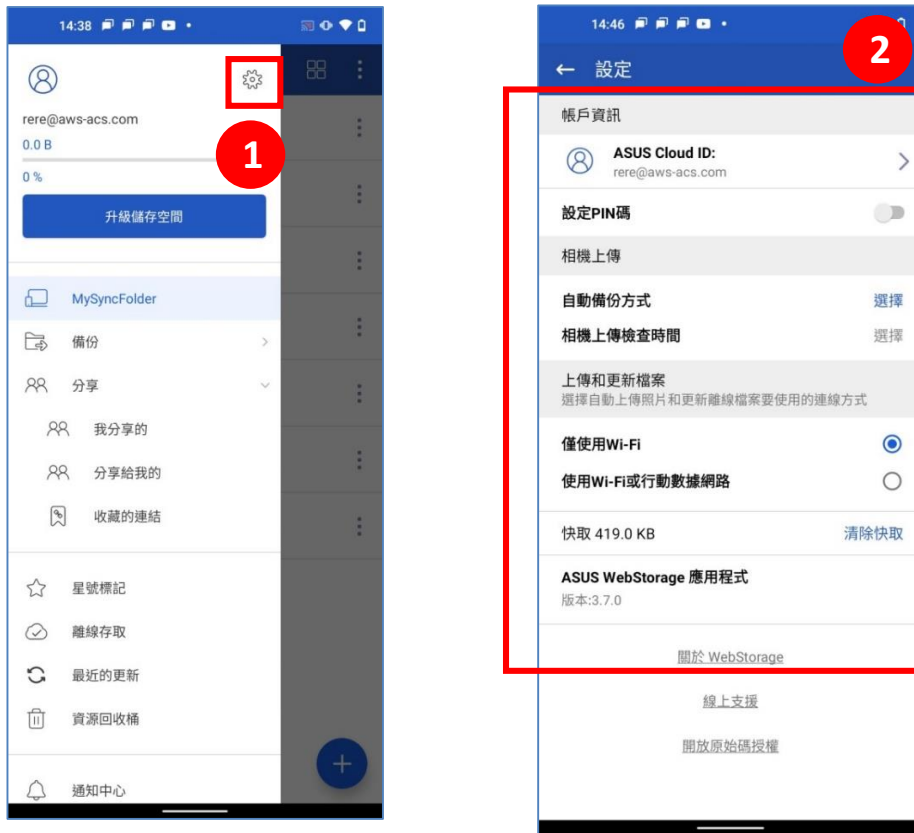 14:38
rere@aws-acs.com
0.0 B
1
0 %
升級儲存空間
MySyncFolder
備份
分享
我分享的
分享給我的
收藏的連結
星號標記
離線存取
最近的更新
資源回收桶
通知中心
14:46
2
設定
帳戶資訊
ASUS Cloud ID:
rere@aws-acs.com
設定PIN碼
相機上傳
自動備份方式 選擇
相機上傳檢查時間 選擇
上傳和更新檔案
選擇自動上傳照片和更新離線檔案要使用的連線方式
僅使用Wi-Fi
使用Wi-Fi或行動數據網路
快取 419.0 KB 清除快取
ASUS WebStorage 應用程式
版本:3.7.0
關於 WebStorage
線上支援
開放原始碼授權